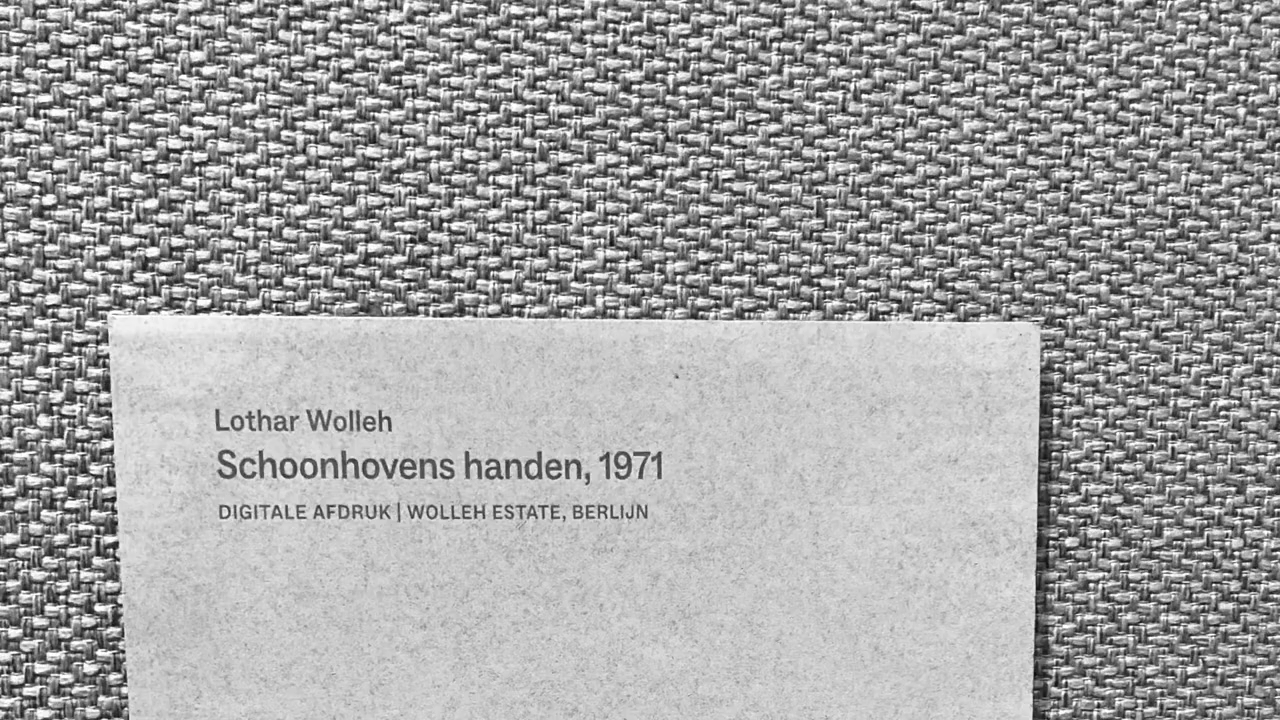 Lothar Wolleh
Schoonhovens handen, 1971
DIGITALE AFDRUK | WOLLEH ESTATE, BERLIJN